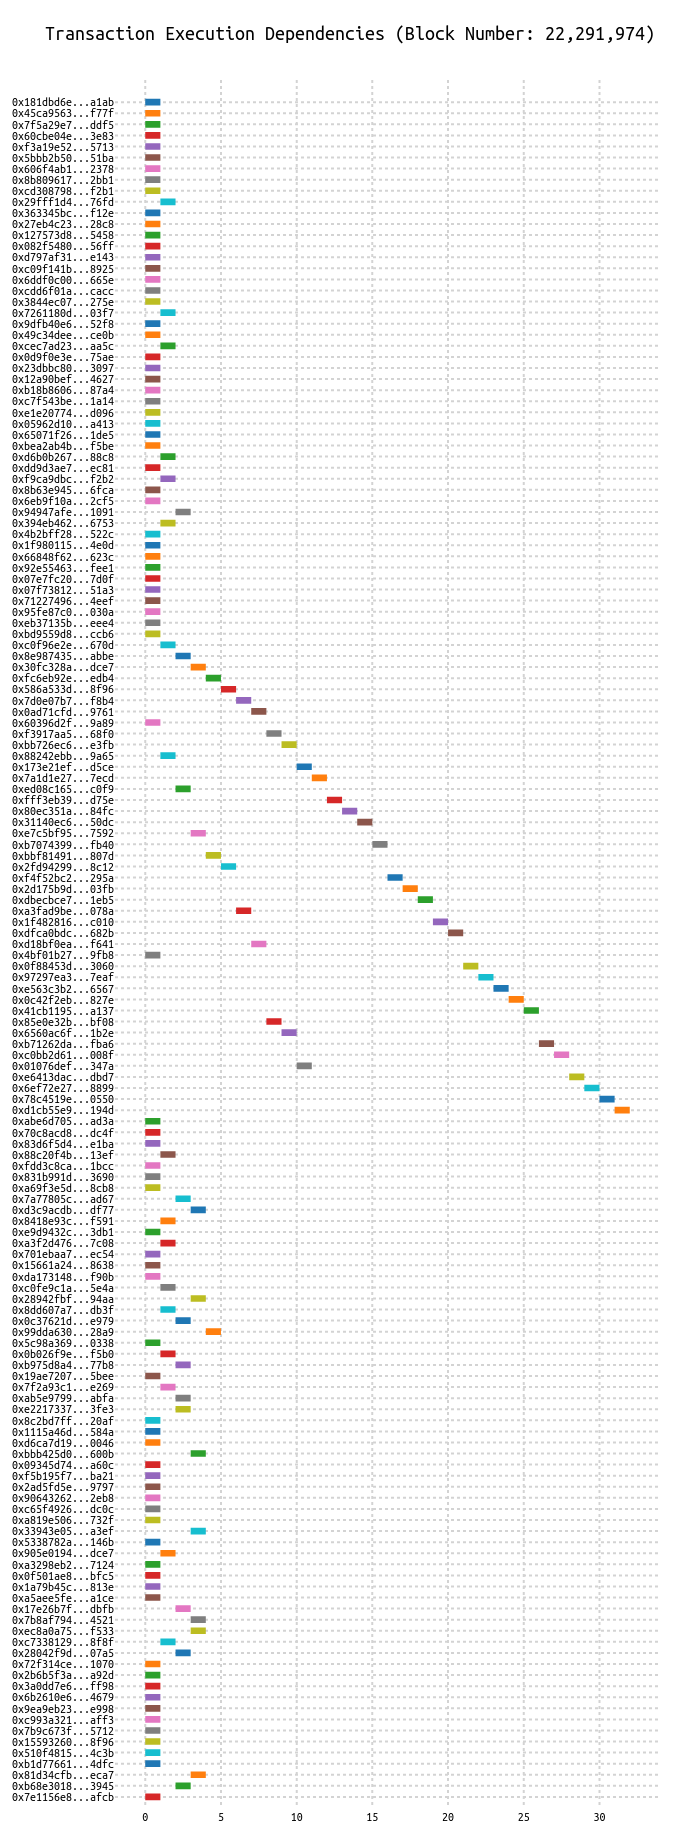 Transaction Execution Dependencies (Block Number: 22,291,974)
0x181dbd6e...a1ab
0x45ca9563...f77f
0x7f5a29e7...ddf5
0x60cbe04e...3e83
0xf3a19e52...5713
0x5bbb2b50...51ba
0x606f4ab1...2378
0x8b809617...2bb1
0xcd308798...f2b1
0x29fff1d4...76fd
0x363345bc...f12e
0x27eb4c23...28c8
0x127573d8...5458
0x082f5480...56ff
0xd797af31...e143
0xc09f141b...8925
0x6ddf0c00...665e
0xcdd6f01a...cacc
0x3844ec07...275e
0x7261180d...03f7
0x9dfb40e6...52f8
0x49c34dee...ce0b
0xcec7ad23...aa5c
0x0d9f0e3e...75ae
0x23dbbc80...3097
0x12a90bef...4627
0xb18b8606...87a4
0xc7f543be...1a14
0xe1e20774...d096
0x05962d10...a413
0x65071f26...1de5
0xbea2ab4b...f5be
0xd6b0b267...88c8
0xdd9d3ae7...ec81
0xf9ca9dbc...f2b2
0x8b63e945...6fca
0x6eb9f10a...2cf5
0x94947afe...1091
0x394eb462...6753
0x4b2bff28...522c
0x1f980115...4e0d
0x66848f62...623c
0x92e55463...fee1
0x07e7fc20...7d0f
0x07f73812...51a3
0x71227496...4eef
0x95fe87c0...030a
0xeb37135b...eee4
0xbd9559d8...ccb6
0xc0f96e2e...670d
0x8e987435...abbe
0x30fc328a...dce7
0xfc6eb92e...edb4
0x586a533d...8f96
0x7d0e07b7...f8b4
0x0ad71cfd...9761
0x60396d2f...9a89
0xf3917aa5...68f0
0xbb726ec6...e3fb
0x88242ebb...9a65
0x173e21ef...d5ce
0x7a1d1e27...7ecd
0xed08c165...c0f9
0xfff3eb39...d75e
0x80ec351a...84fc
0x31140ec6...50dc
0xe7c5bf95...7592
0xb7074399...fb40
0xbbf81491...807d
0x2fd94299...8c12
0xf4f52bc2...295a
0x2d175b9d...03fb
0xdbecbce7...1eb5
0xa3fad9be...078a
0x1f482816...c010
0xdfca0bdc...682b
0xd18bf0ea...f641
0x4bf01b27...9fb8
0x0f88453d...3060
0x97297ea3...7eaf
0xe563c3b2...6567
0x0c42f2eb...827e
0x41cb1195...a137
0x85e0e32b...bf08
0x6560ac6f...1b2e
0xb71262da...fba6
0xc0bb2d61...008f
0x01076def...347a
0xe6413dac...dbd7
0x6ef72e27...8899
0x78c4519e...0550
0xd1cb55e9...194d
0xabe6d705...ad3a
0x70c8acd8...dc4f
0x83d6f5d4...e1ba
0x88c20f4b...13ef
0xfdd3c8ca...1bcc
0x831b991d...3690
0xa69f3e5d...8cb8
0x7a77805c...ad67
0xd3c9acdb...df77
0x8418e93c...f591
0xe9d9432c...3db1
0xa3f2d476...7c08
0x701ebaa7...ec54
0x15661a24...8638
0xda173148...f90b
0xc0fe9c1a...5e4a
0x28942fbf...94aa
0x8dd607a7...db3f
0x0c37621d...e979
0x99dda630...28a9
0x5c98a369...0338
0x0b026f9e...f5b0
0xb975d8a4...77b8
0x19ae7207...5bee
0x7f2a93c1...e269
0xab5e9799...abfa
0xe2217337...3fe3
0x8c2bd7ff...20af
0x1115a46d...584a
0xd6ca7d19...0046
0xbbb425d0...600b
0x09345d74...a60c
0xf5b195f7...ba21
0x2ad5fd5e...9797
0x90643262...2eb8
0xc65f4926...dc0c
0xa819e506...732f
0x33943e05...a3ef
0x5338782a...146b
0x905e0194...dce7
0xa3298eb2...7124
0x0f501ae8...bfc5
0x1a79b45c...813e
0xa5aee5fe...a1ce
0x17e26b7f...dbfb
0x7b8af794...4521
0xec8a0a75...f533
0xc7338129...8f8f
0x28042f9d...07a5
0x72f314ce...1070
0x2b6b5f3a...a92d
0x3a0dd7e6...ff98
0x6b2610e6...4679
0x9ea9eb23...e998
0xc993a321...aff3
0x7b9c673f...5712
0x15593260...8f96
0x510f4815...4c3b
0xb1d77661...4dfc
0x81d34cfb...eca7
0xb68e3018...3945
0x7e1156e8...afcb
0 5 10 15 20 25 30